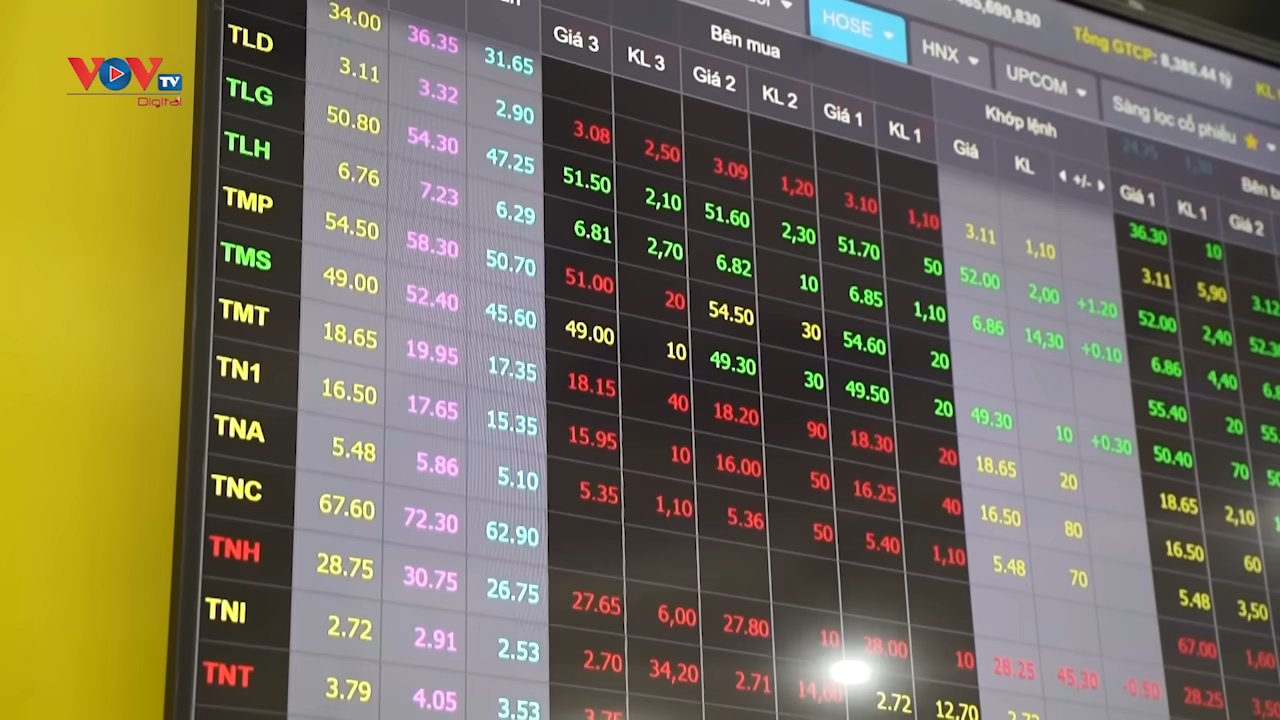 VOV TV
Digital
HOSE HNX UPCOM Sàng lọc cổ phiếu
Tổng GTCP: 8,385.44 tỷ
Bên mua Khớp lệnh Bên
Giá 3 KL 3 Giá 2 KL 2 Giá 1 KL 1 Giá KL +/- Giá 1 KL 1 Giá 2
34.00 36.35 31.65 36.30 10
TLD 3.11 3.32 2.90 3.08 2,50 3.09 1,20 3.10 1,10 3.11 1,10 3.11 5,90 3.12
TLG 50.80 54.30 47.25 51.50 2,10 51.60 2,30 51.70 50 52.00 2,00 +1.20 52.00 2,40
TLH 6.76 7.23 6.29 6.81 2,70 6.82 10 6.85 1,10 6.86 14,30 +0.10 6.86 4,40
TMP 54.50 58.30 50.70 51.00 20 54.50 30 54.60 20 55.40 20
TMS 49.00 52.40 45.60 49.00 10 49.30 30 49.50 20 49.30 10 +0.30 50.40 70
TMT 18.65 19.95 17.35 18.15 40 18.20 90 18.30 20 18.65 20 18.65 2,10
TN1 16.50 17.65 15.35 15.95 10 16.00 50 16.25 40 16.50 80 16.50 60
TNA 5.48 5.86 5.10 5.35 1,10 5.36 50 5.40 1,10 5.48 70 5.48 3,50
TNC 67.60 72.30 62.90 67.00 1,60
TNH 28.75 30.75 26.75 27.65 6,00 27.80 10 28.00 10 28.25 45,30 -0.50 28.25
TNI 2.72 2.91 2.53 2.70 34,20 2.71 2.72 12,70
TNT 3.79 4.05 3.53